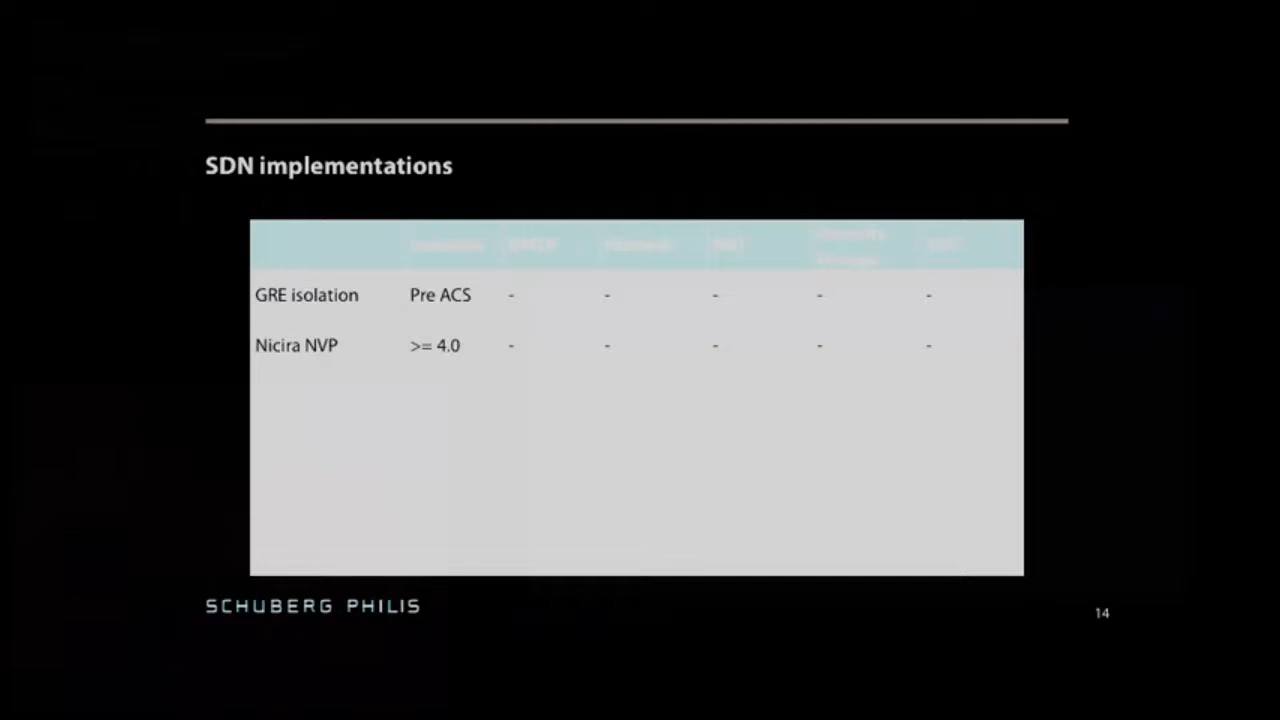 SDN implementations
GRE isolation Pre ACS - - - - -
Nicira NVP >= 4.0 - - - - -
SCHUBERG PHILIS
14